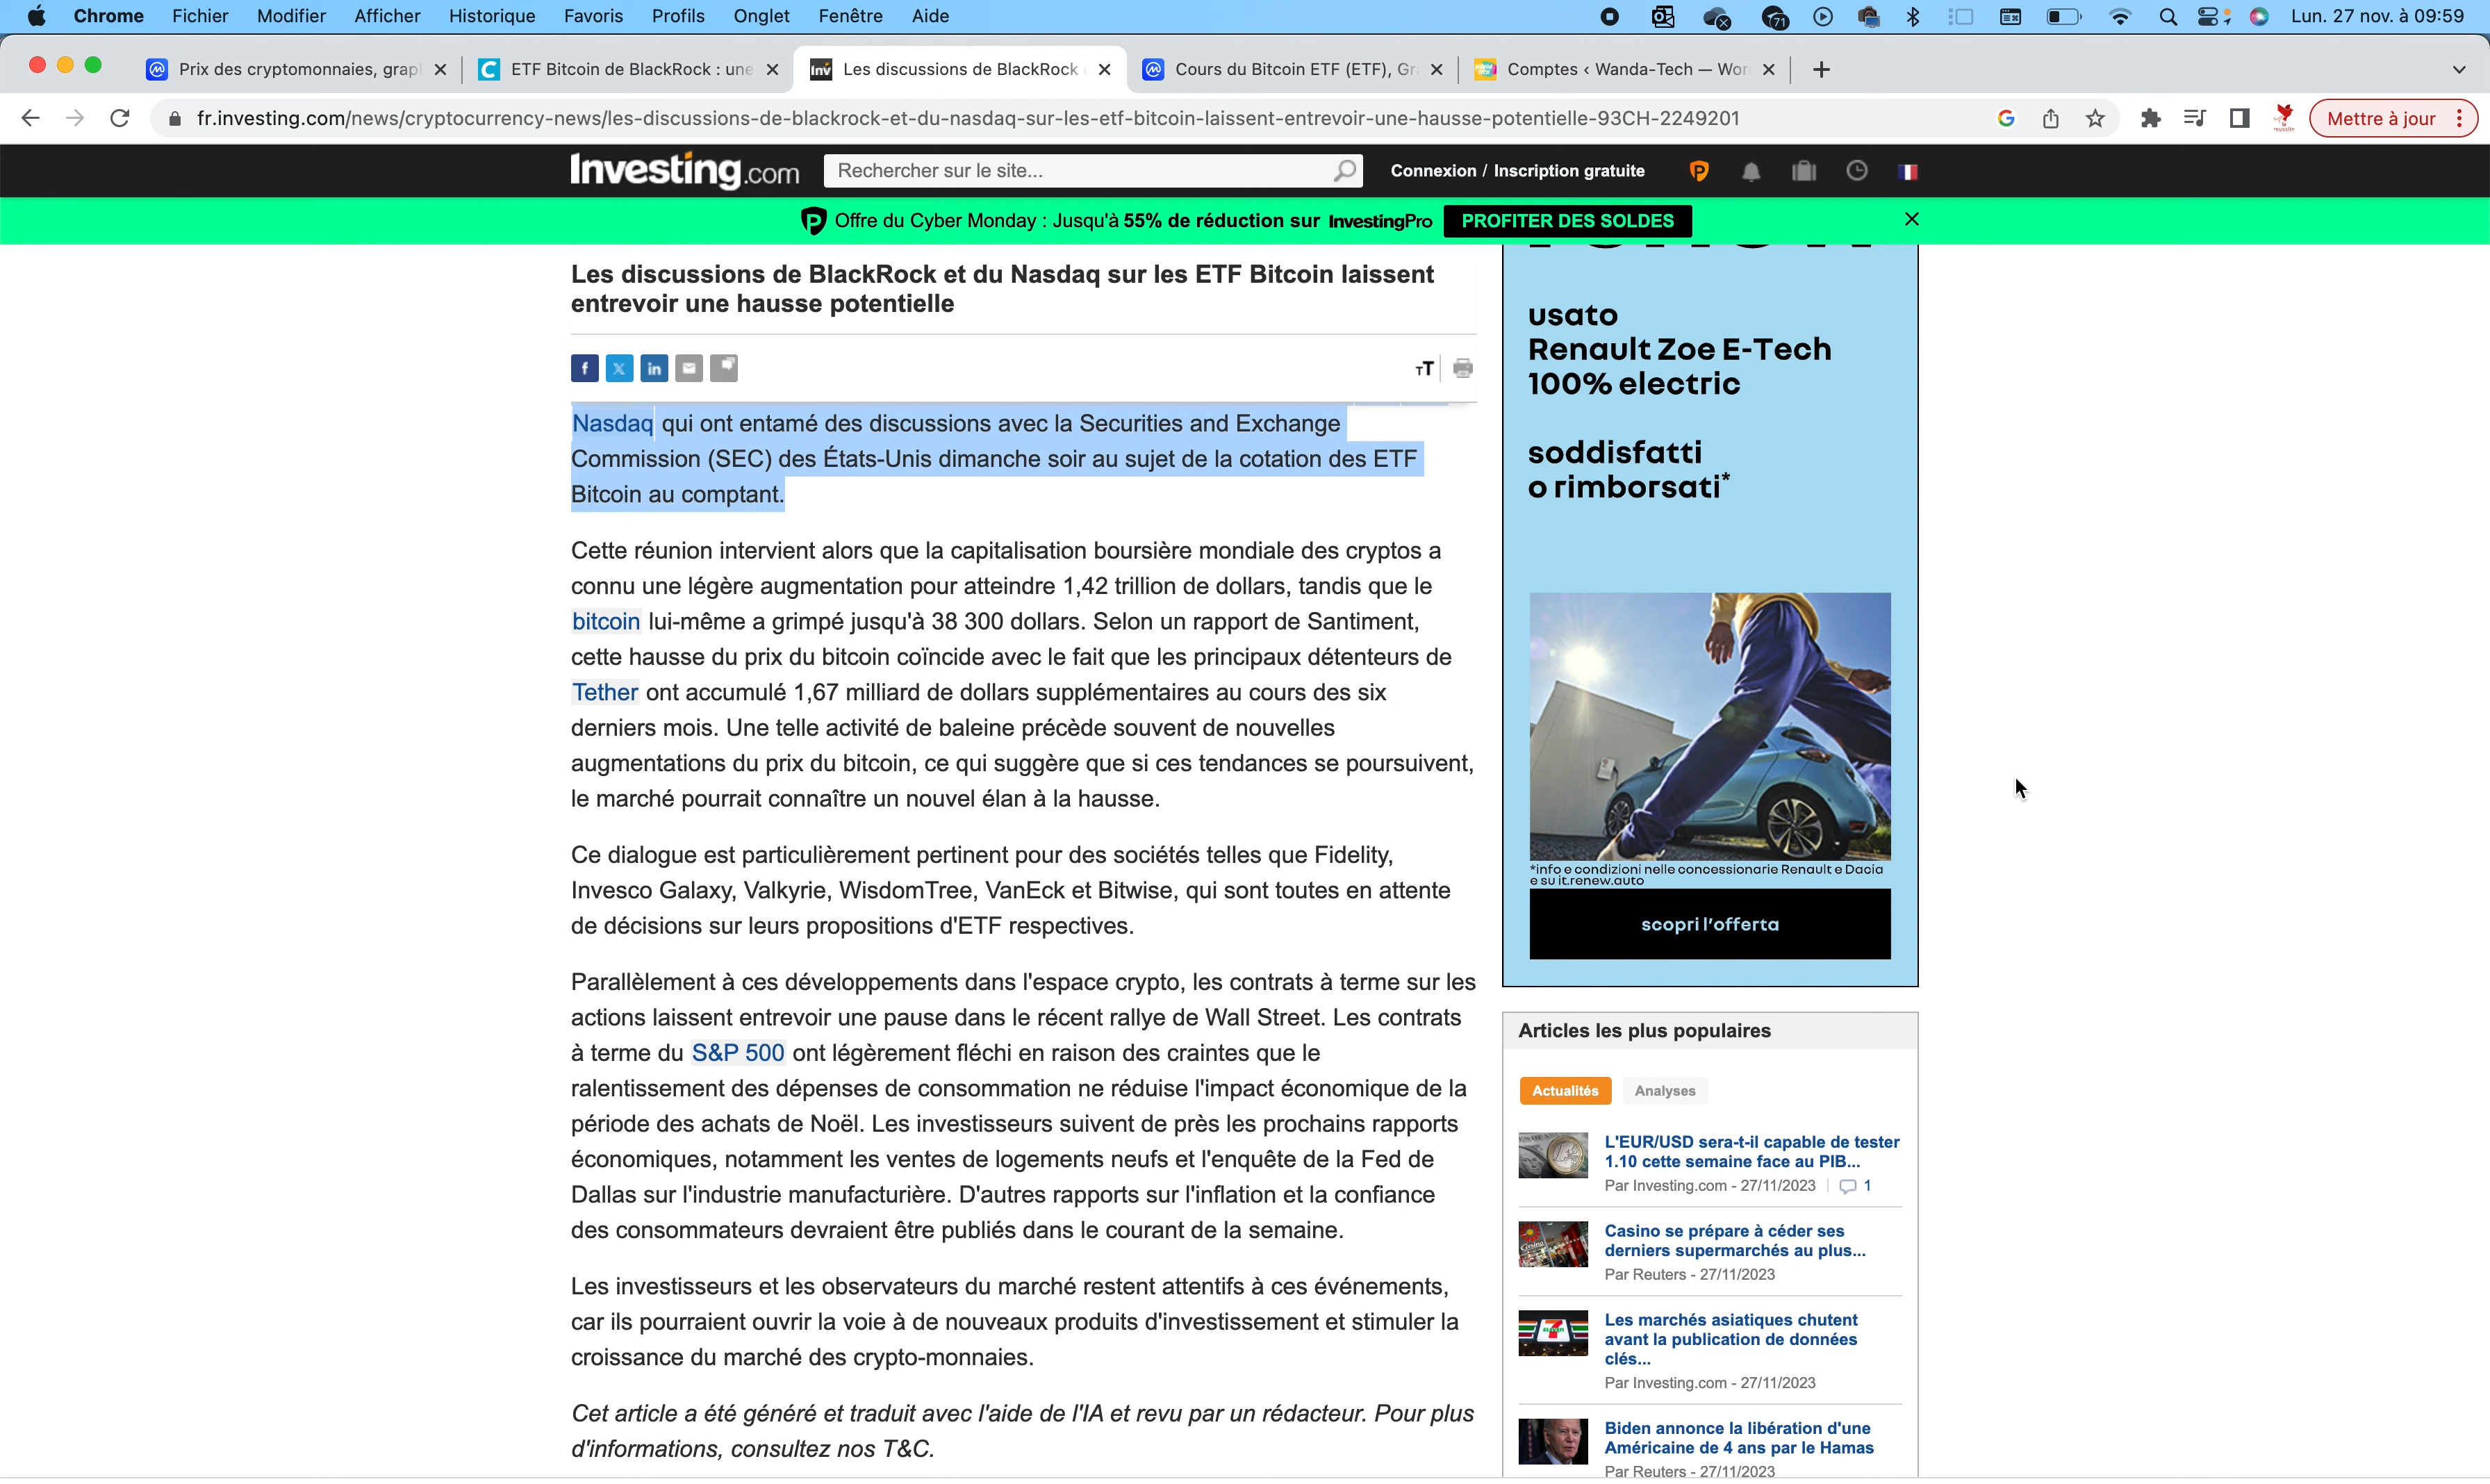 Chrome Fichier Modifier Afficher Historique Favoris Profils Onglet Fenêtre Aide
71
Lun. 27 nov. à 09:59
Prix des cryptomonnaies, grap
ETF Bitcoin de BlackRock : une
Les discussions de BlackRock
Cours du Bitcoin ETF (ETF), Gr
Comptes ‹ Wanda-Tech — Wor
fr.investing.com/news/cryptocurrency-news/les-discussions-de-blackrock-et-du-nasdaq-sur-les-etf-bitcoin-laissent-entrevoir-une-hausse-potentielle-93CH-2249201
Mettre à jour
Investing.com
Rechercher sur le site...
Connexion / Inscription gratuite
Offre du Cyber Monday : Jusqu'à 55% de réduction sur InvestingPro
PROFITER DES SOLDES
Les discussions de BlackRock et du Nasdaq sur les ETF Bitcoin laissent
entrevoir une hausse potentielle
Nasdaq qui ont entamé des discussions avec la Securities and Exchange
Commission (SEC) des États-Unis dimanche soir au sujet de la cotation des ETF
Bitcoin au comptant.
Cette réunion intervient alors que la capitalisation boursière mondiale des cryptos a
connu une légère augmentation pour atteindre 1,42 trillion de dollars, tandis que le
bitcoin lui-même a grimpé jusqu'à 38 300 dollars. Selon un rapport de Santiment,
cette hausse du prix du bitcoin coïncide avec le fait que les principaux détenteurs de
Tether ont accumulé 1,67 milliard de dollars supplémentaires au cours des six
derniers mois. Une telle activité de baleine précède souvent de nouvelles
augmentations du prix du bitcoin, ce qui suggère que si ces tendances se poursuivent,
le marché pourrait connaître un nouvel élan à la hausse.
Ce dialogue est particulièrement pertinent pour des sociétés telles que Fidelity,
Invesco Galaxy, Valkyrie, WisdomTree, VanEck et Bitwise, qui sont toutes en attente
de décisions sur leurs propositions d'ETF respectives.
Parallèlement à ces développements dans l'espace crypto, les contrats à terme sur les
actions laissent entrevoir une pause dans le récent rallye de Wall Street. Les contrats
à terme du S&P 500 ont légèrement fléchi en raison des craintes que le
ralentissement des dépenses de consommation ne réduise l'impact économique de la
période des achats de Noël. Les investisseurs suivent de près les prochains rapports
économiques, notamment les ventes de logements neufs et l'enquête de la Fed de
Dallas sur l'industrie manufacturière. D'autres rapports sur l'inflation et la confiance
des consommateurs devraient être publiés dans le courant de la semaine.
Les investisseurs et les observateurs du marché restent attentifs à ces événements,
car ils pourraient ouvrir la voie à de nouveaux produits d'investissement et stimuler la
croissance du marché des crypto-monnaies.
Cet article a été généré et traduit avec l'aide de l'IA et revu par un rédacteur. Pour plus
d'informations, consultez nos T&C.
usato
Renault Zoe E-Tech
100% electric
soddisfatti
o rimborsati*
*info e condizioni nelle concessionarie Renault e Dacia
e su it.renew.auto
scopri l'offerta
Articles les plus populaires
Actualités Analyses
L'EUR/USD sera-t-il capable de tester
1.10 cette semaine face au PIB...
Par Investing.com - 27/11/2023 1
Casino se prépare à céder ses
derniers supermarchés au plus...
Par Reuters - 27/11/2023
Les marchés asiatiques chutent
avant la publication de données
clés...
Par Investing.com - 27/11/2023
Biden annonce la libération d'une
Américaine de 4 ans par le Hamas
Par Reuters - 27/11/2023